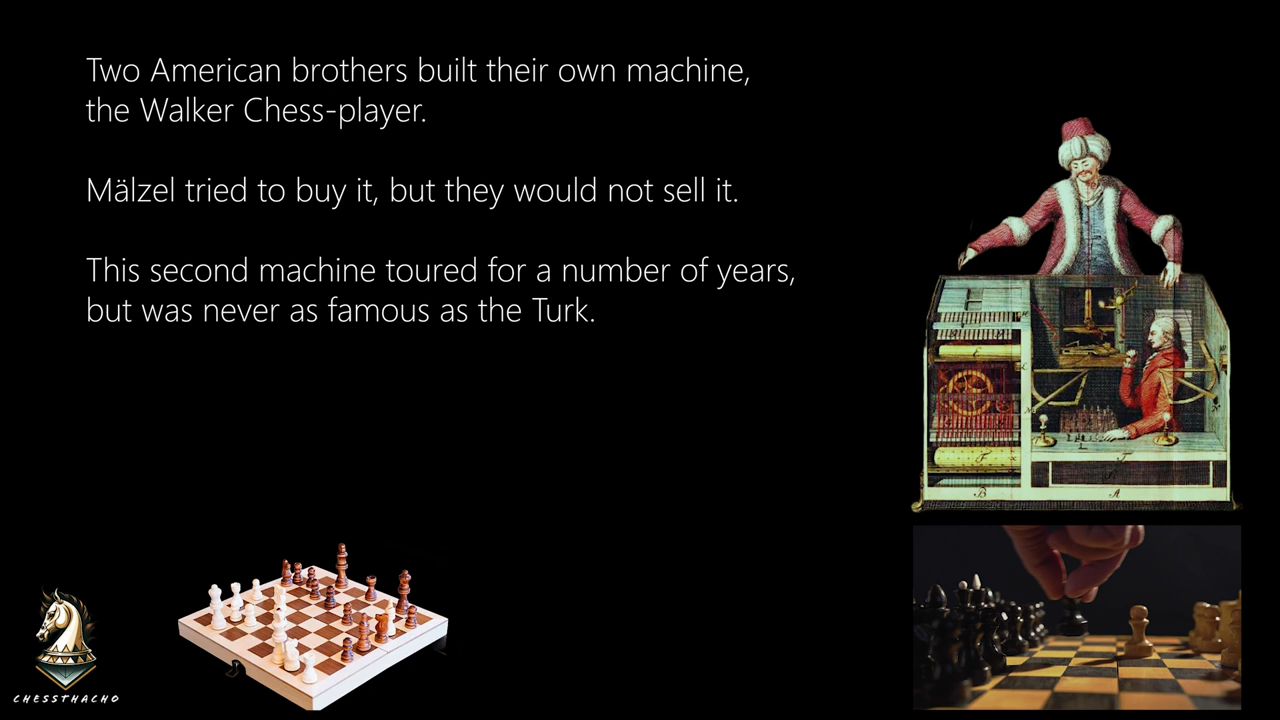 Two American brothers built their own machine,
the Walker Chess-player.
Mälzel tried to buy it, but they would not sell it.
This second machine toured for a number of years,
but was never as famous as the Turk.
CHESSTHACHO